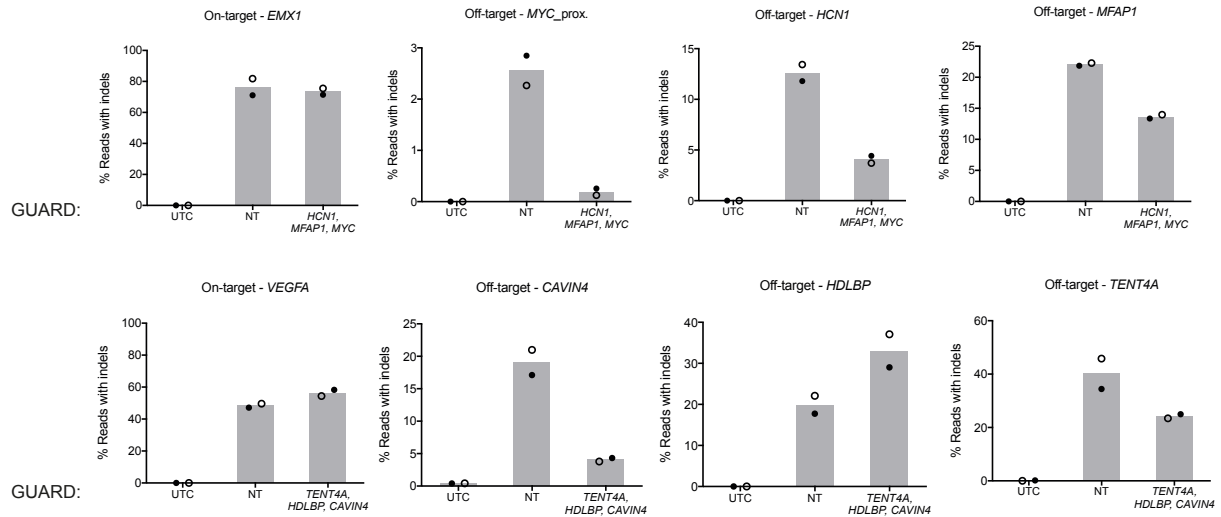 On-target - EMX1
% Reads with indels
100
80
60
40
20
0
UTC
NT
HCN1,
MFAP1, MYC
Off-target - MYC_prox.
% Reads with indels
3
2
1
0
UTC
NT
HCN1,
MFAP1, MYC
Off-target - HCN1
% Reads with indels
15
10
5
0
UTC
NT
HCN1,
MFAP1, MYC
Off-target - MFAP1
% Reads with indels
25
20
15
10
5
0
UTC
NT
HCN1,
MFAP1, MYC
GUARD:
On-target - VEGFA
% Reads with indels
100
80
60
40
20
0
UTC
NT
TENT4A,
HDLBP, CAVIN4
Off-target - CAVIN4
% Reads with indels
25
20
15
10
5
0
UTC
NT
TENT4A,
HDLBP, CAVIN4
Off-target - HDLBP
% Reads with indels
40
30
20
10
0
UTC
NT
TENT4A,
HDLBP, CAVIN4
Off-target - TENT4A
% Reads with indels
60
40
20
0
UTC
NT
TENT4A,
HDLBP, CAVIN4
GUARD: